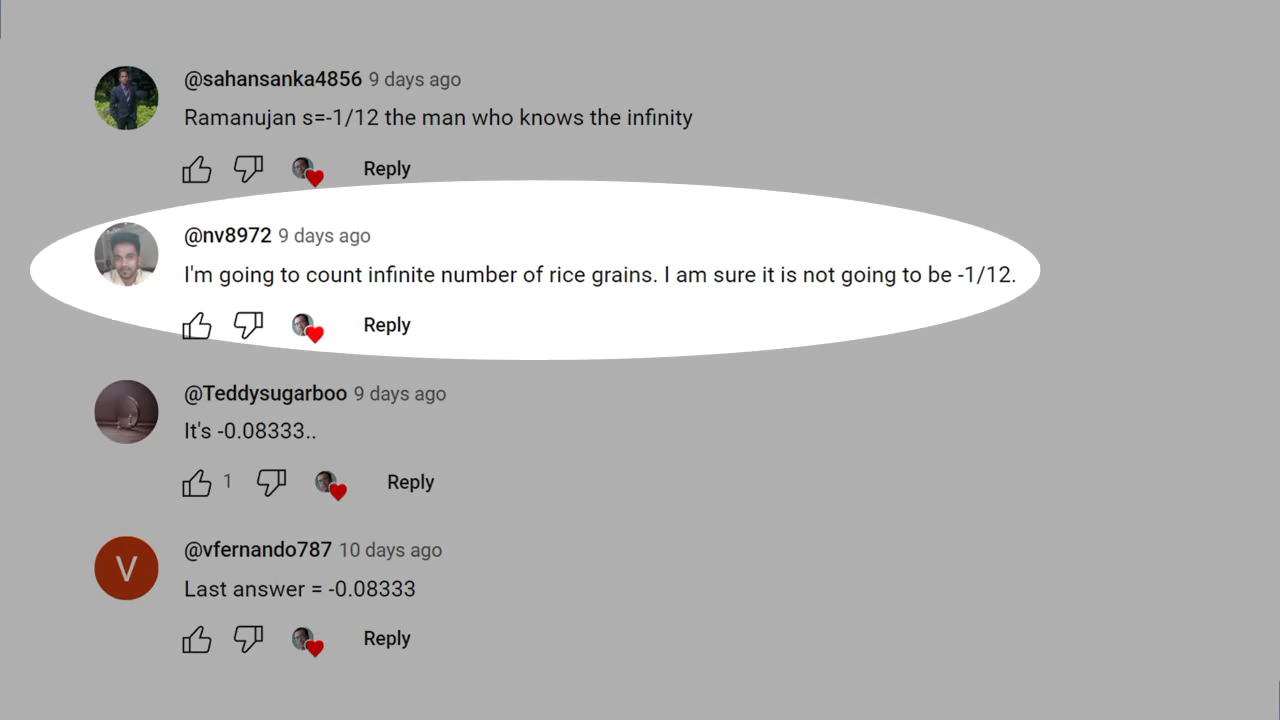 @sahansanka4856 9 days ago
Ramanujan s=-1/12 the man who knows the infinity
Reply
@nv8972 9 days ago
I'm going to count infinite number of rice grains. I am sure it is not going to be -1/12.
Reply
@Teddysugarboo 9 days ago
It's -0.08333..
1 Reply
V @vfernando787 10 days ago
Last answer = -0.08333
Reply